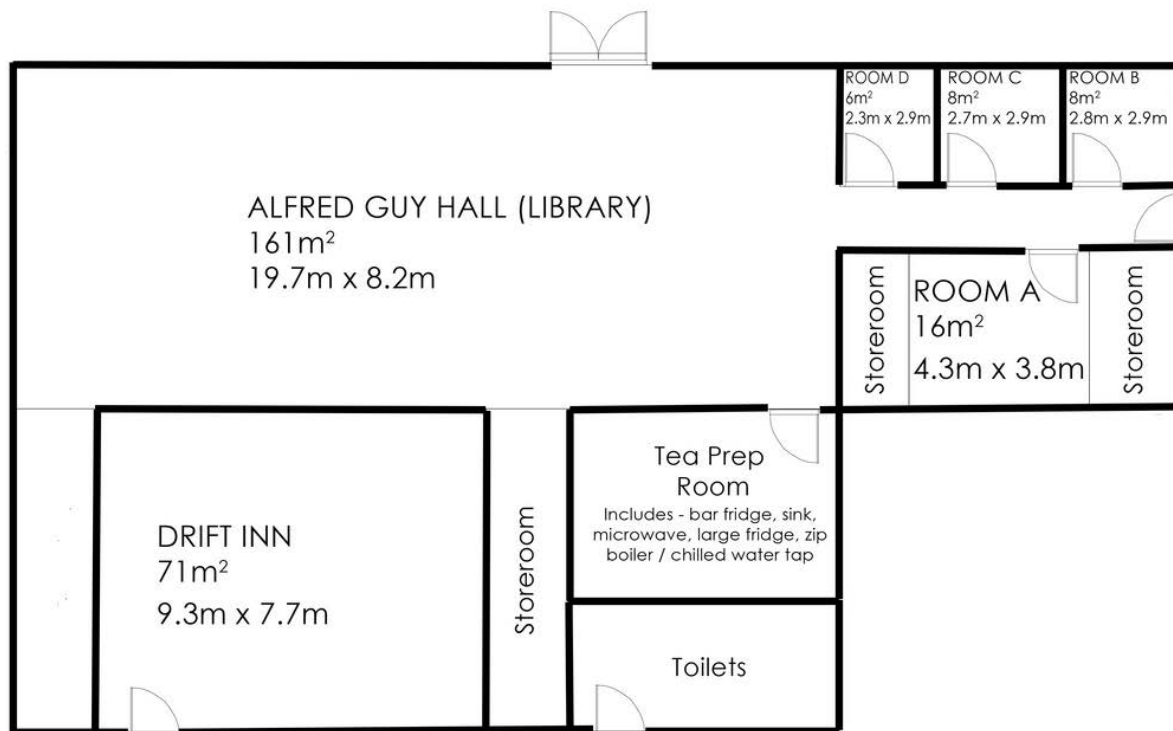 ROOM D
6m²
2.3m x 2.9m
ROOM C
8m²
2.7m x 2.9m
ROOM B
8m²
2.8m x 2.9m
ALFRED GUY HALL (LIBRARY)
161m²
19.7m x 8.2m
Storeroom
ROOM A
16m²
4.3m x 3.8m
Storeroom
DRIFT INN
71m²
9.3m x 7.7m
Storeroom
Tea Prep
Room
Includes - bar fridge, sink,
microwave, large fridge, zip
boiler / chilled water tap
Toilets